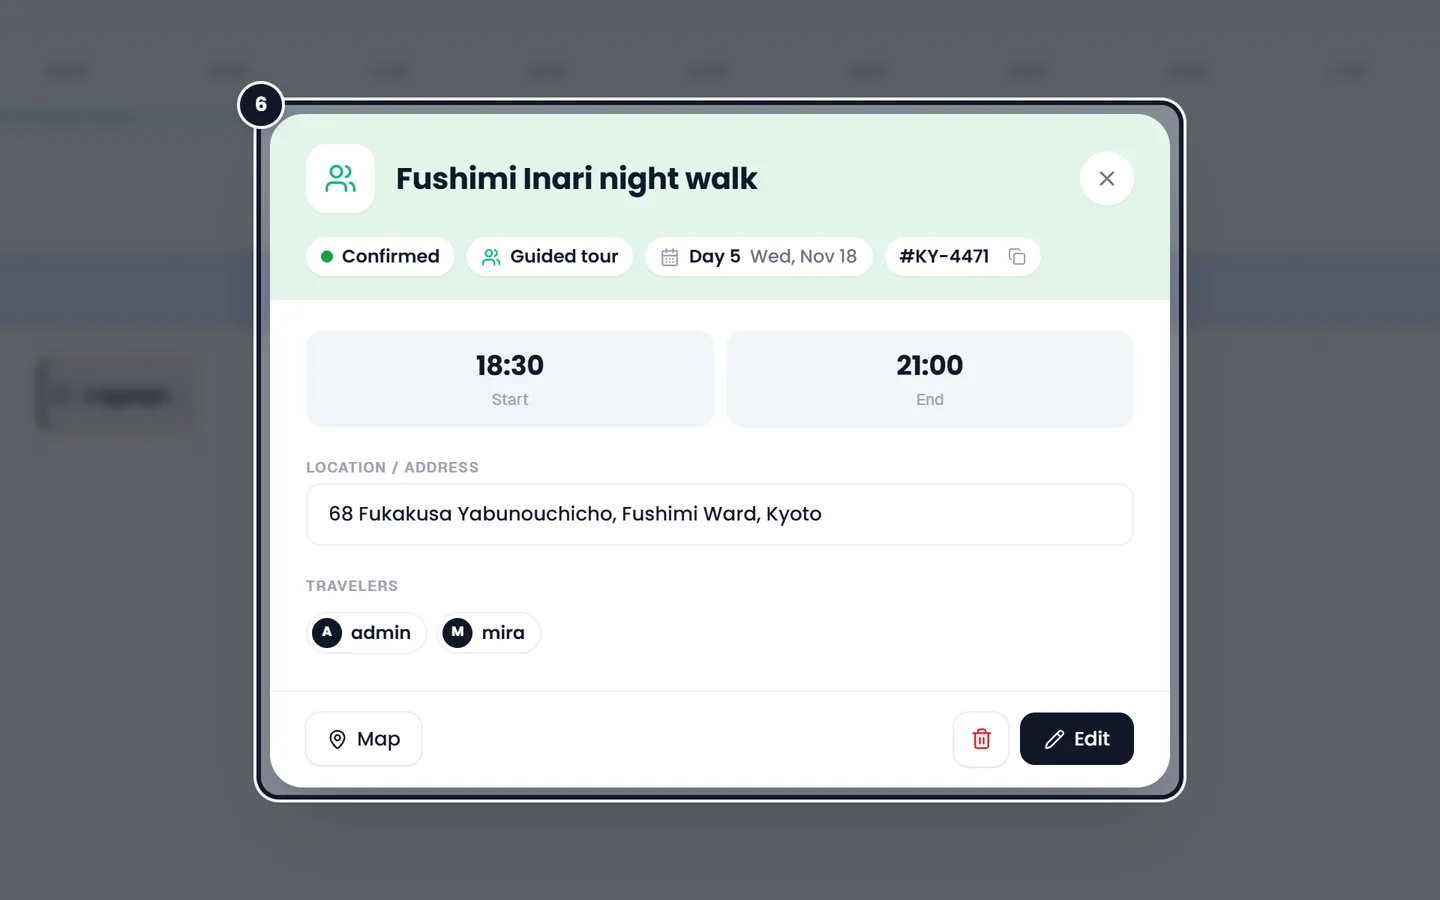 6
Fushimi Inari night walk
Confirmed
Guided tour
Day 5 Wed, Nov 18
#KY-4471
18:30
Start
21:00
End
LOCATION / ADDRESS
68 Fukakusa Yabunouchicho, Fushimi Ward, Kyoto
TRAVELERS
A admin
M mira
Map
Edit